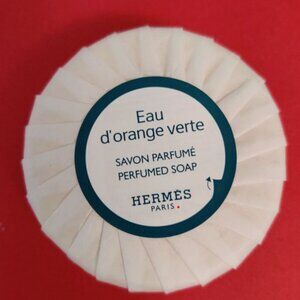 Eau
d'orange verte
SAVON PARFUMÉ
PERFUMED SOAP
HERMÈS
PARIS.